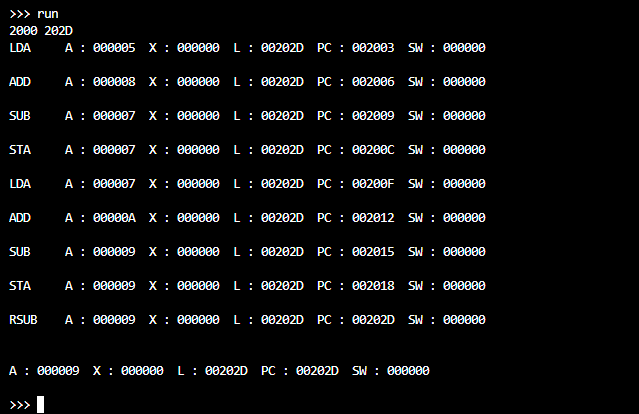 >>> run
2000 202D
LDA A : 000005 X : 000000 L : 00202D PC : 002003 SW : 000000
ADD A : 000008 X : 000000 L : 00202D PC : 002006 SW : 000000
SUB A : 000007 X : 000000 L : 00202D PC : 002009 SW : 000000
STA A : 000007 X : 000000 L : 00202D PC : 00200C SW : 000000
LDA A : 000007 X : 000000 L : 00202D PC : 00200F SW : 000000
ADD A : 00000A X : 000000 L : 00202D PC : 002012 SW : 000000
SUB A : 000009 X : 000000 L : 00202D PC : 002015 SW : 000000
STA A : 000009 X : 000000 L : 00202D PC : 002018 SW : 000000
RSUB A : 000009 X : 000000 L : 00202D PC : 00202D SW : 000000
A : 000009 X : 000000 L : 00202D PC : 00202D SW : 000000
>>>